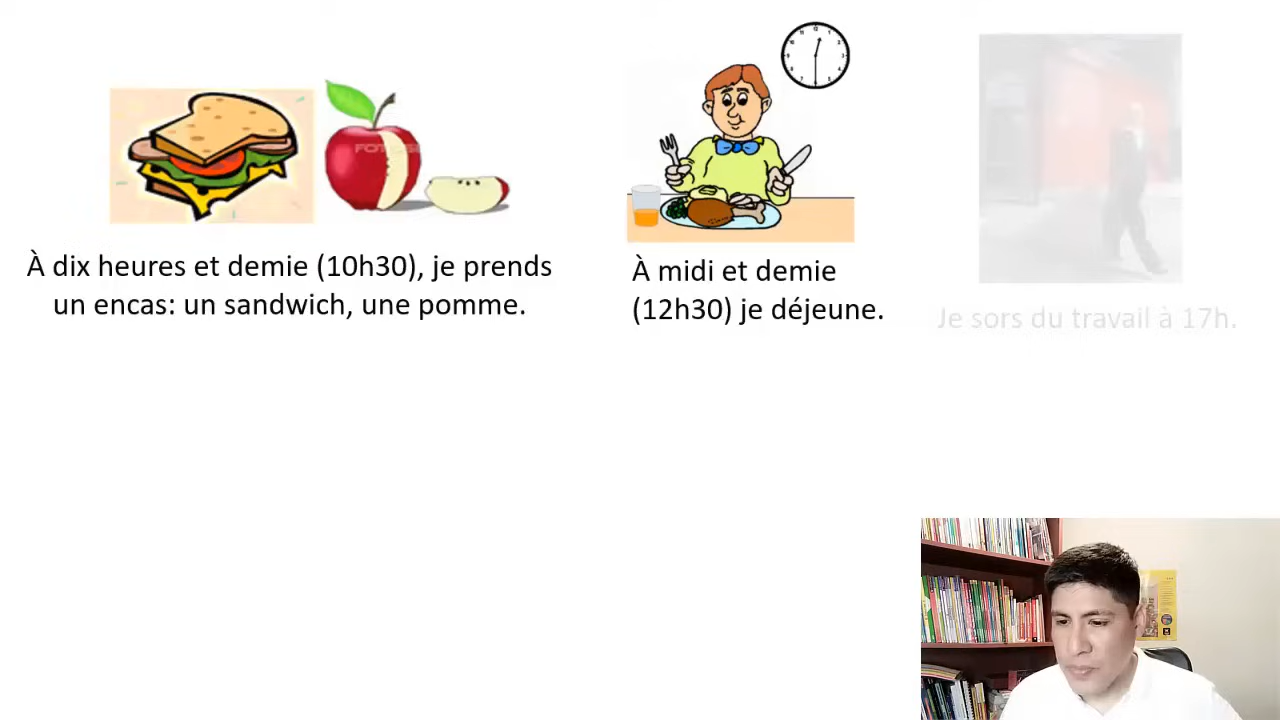 À dix heures et demie (10h30), je prends
un encas: un sandwich, une pomme.
À midi et demie
(12h30) je déjeune.
Je sors du travail à 17h.